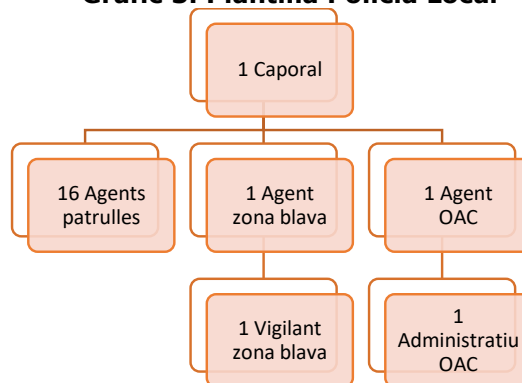 Gràfic 3. Plantilla Policia Local
1 Caporal
16 Agents
patrulles
1 Agent
zona blava
1 Agent
OAC
1 Vigilant
zona blava
1
Administratiu
OAC